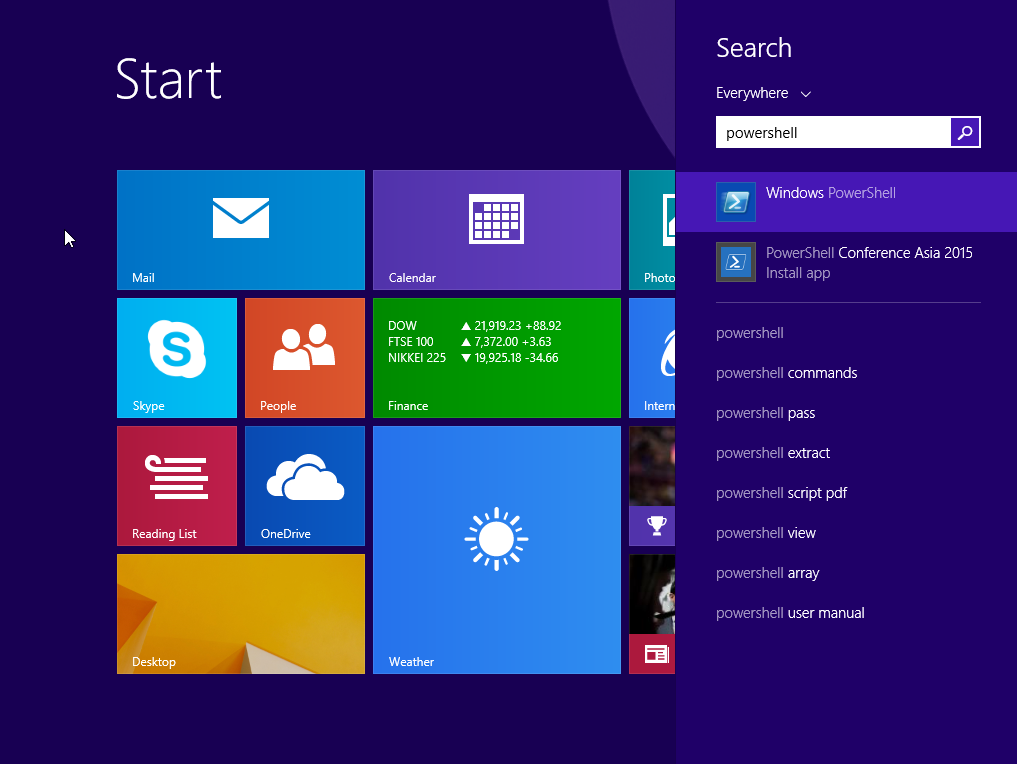 Start
Mail
Calendar
Photo
Skype
People
DOW ▲ 21,919.23 +88.92
FTSE 100 ▲ 7,372.00 +3.63
NIKKEI 225 ▼ 19,925.18 -34.66
Finance
Intern
Reading List
OneDrive
Desktop
Weather
Search
Everywhere
powershell
Windows PowerShell
PowerShell Conference Asia 2015
Install app
powershell
powershell commands
powershell pass
powershell extract
powershell script pdf
powershell view
powershell array
powershell user manual